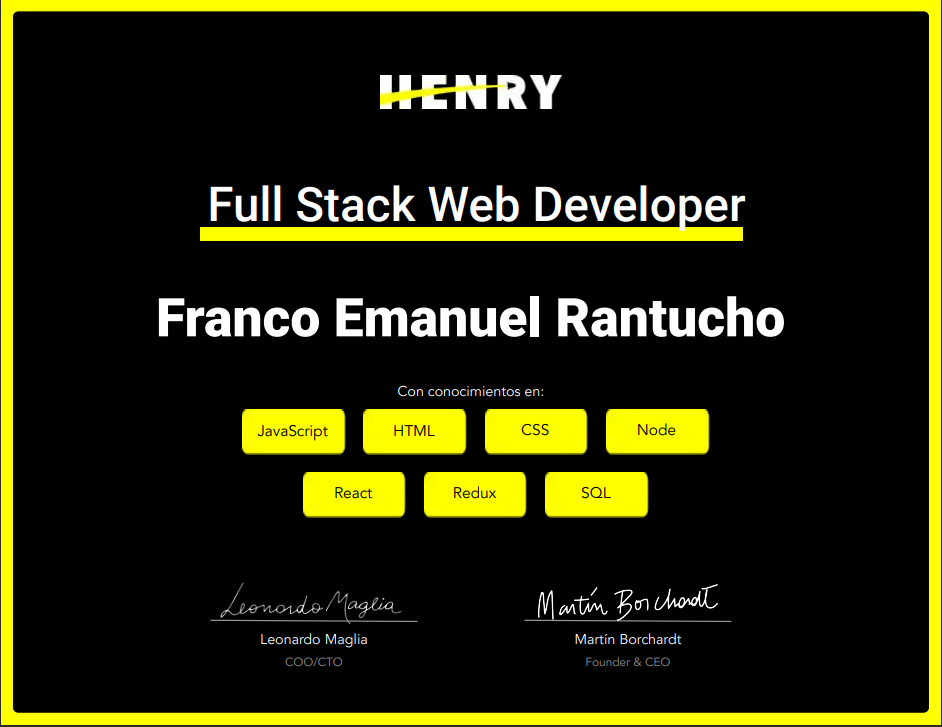 HENRY
Full Stack Web Developer
Franco Emanuel Rantucho
Con conocimientos en:
JavaScript HTML CSS Node
React Redux SQL
Leonardo Maglia Martín Borchardt
Leonardo Maglia Martín Borchardt
COO/CTO Founder & CEO